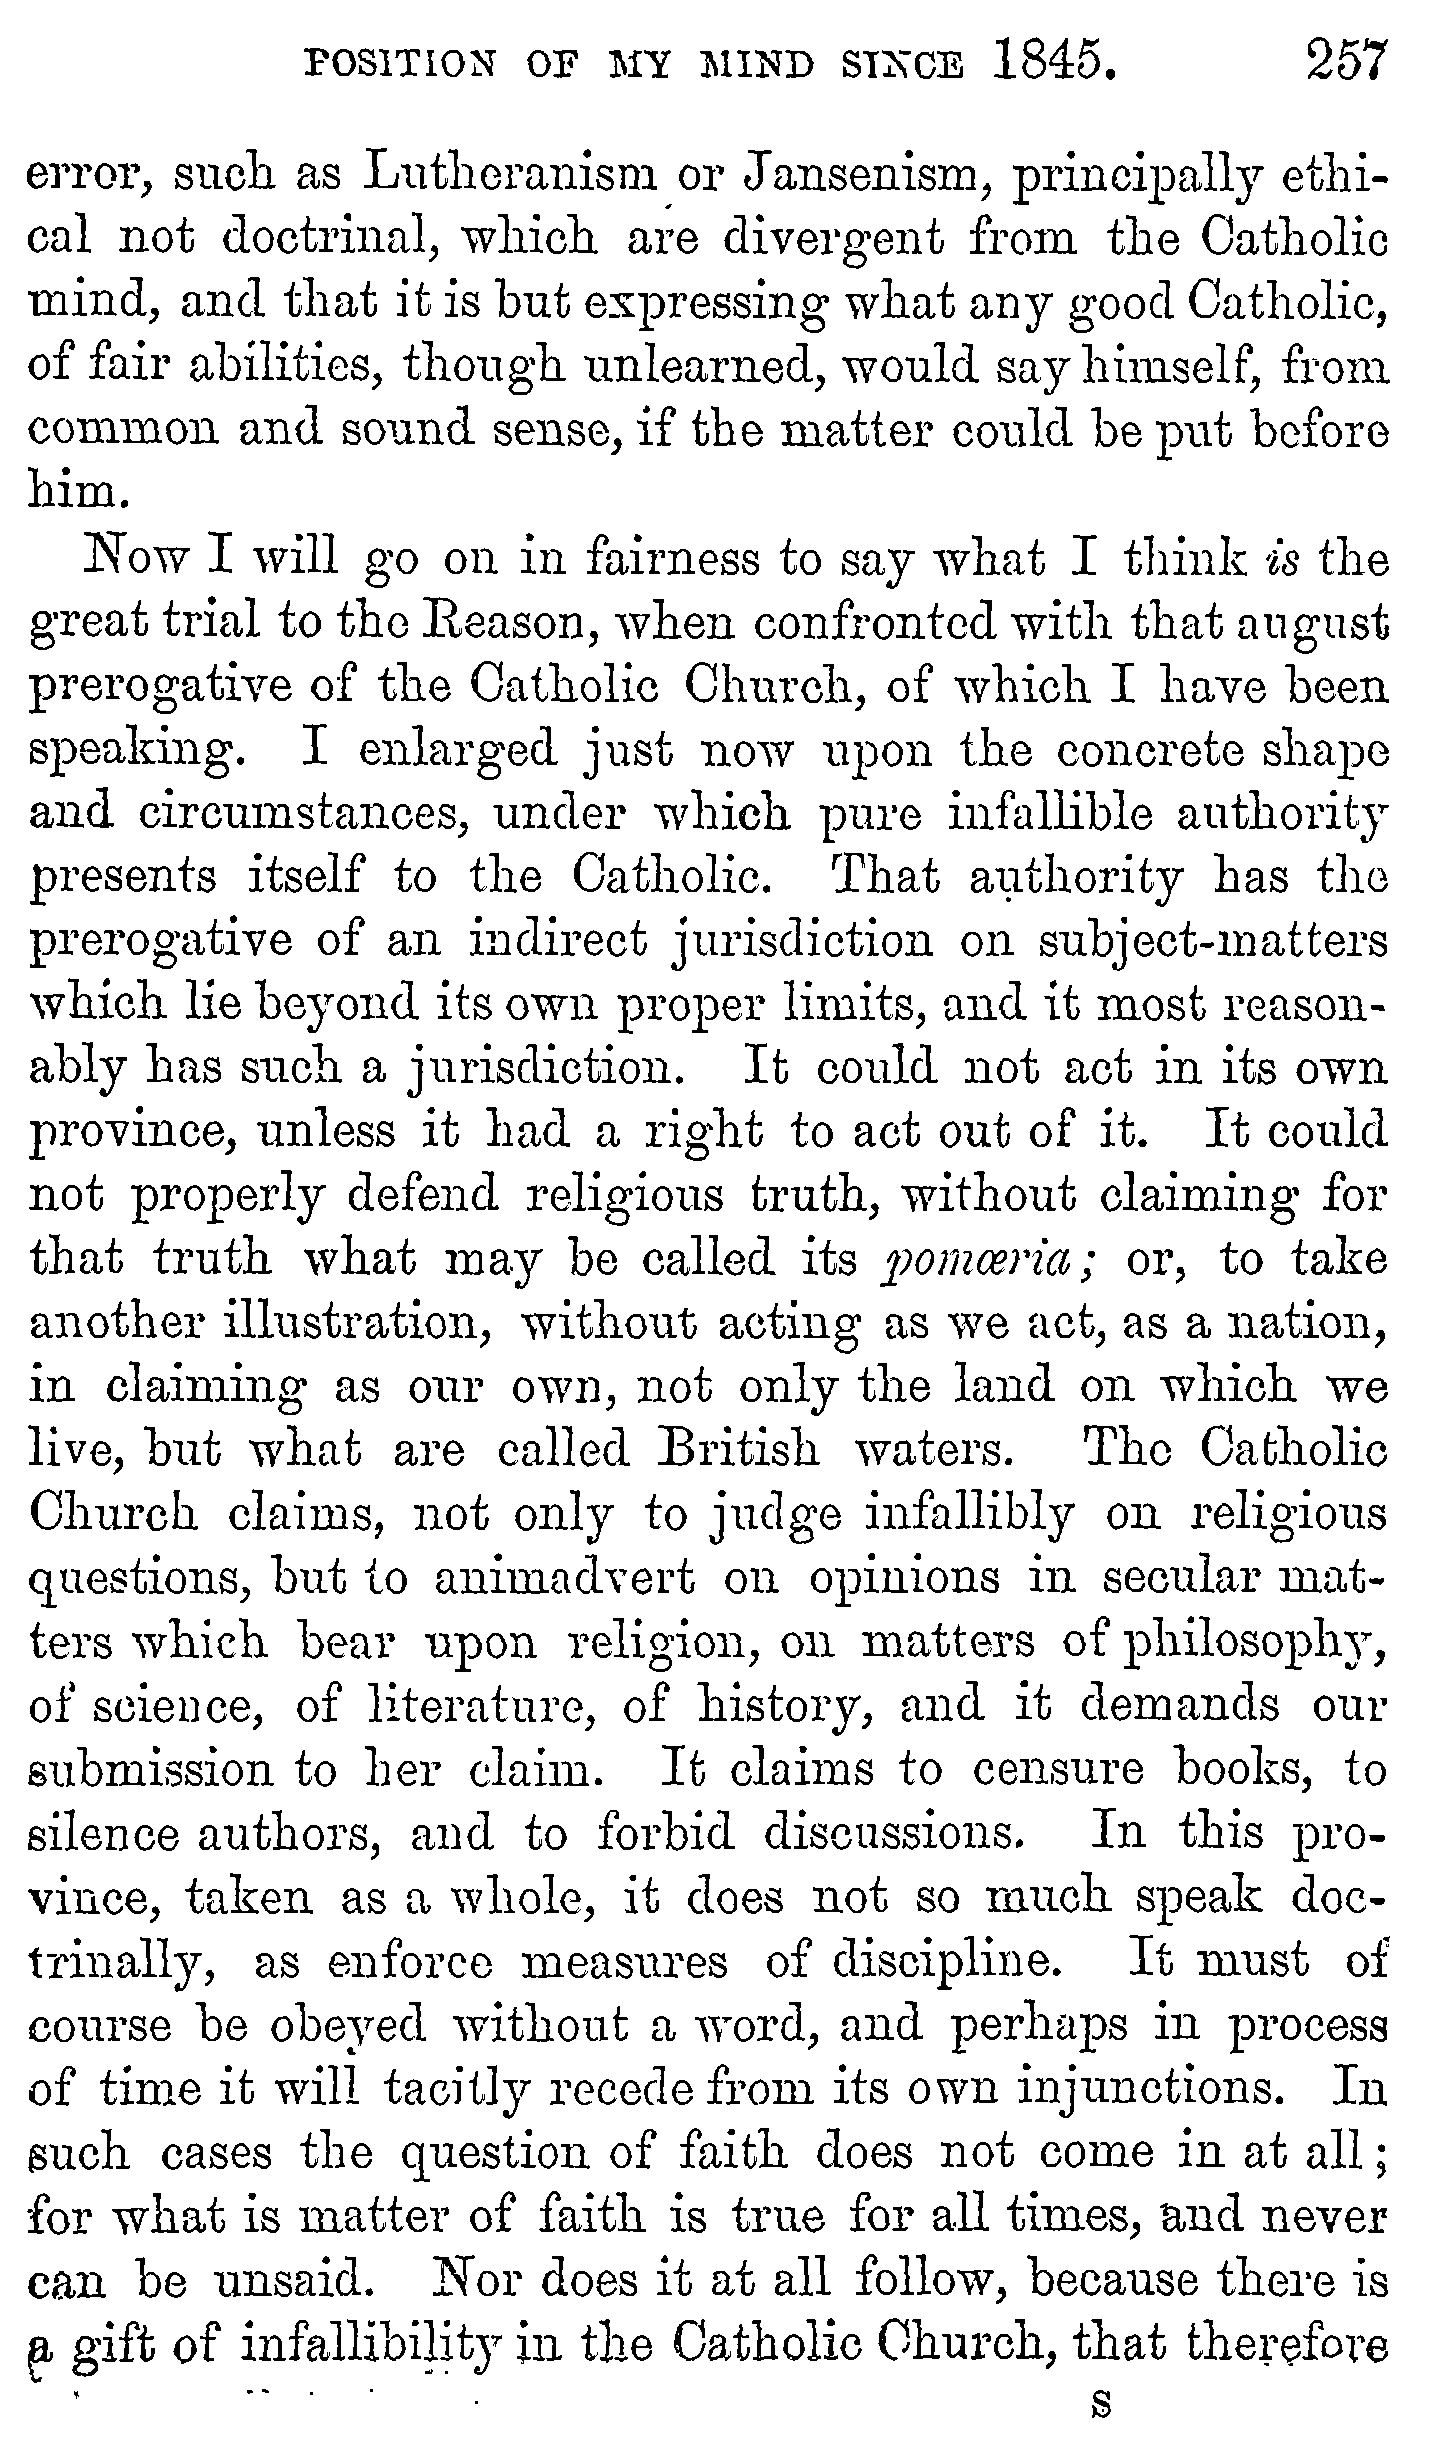 POSITION OF MY MIND SINCE 1845. 257
error, such as Lutheranism or Jansenism, principally ethi-
cal not doctrinal, which are divergent from the Catholic
mind, and that it is but expressing what any good Catholic,
of fair abilities, though unlearned, would say himself, from
common and sound sense, if the matter could be put before
him.
Now I will go on in fairness to say what I think is the
great trial to the Reason, when confronted with that august
prerogative of the Catholic Church, of which I have been
speaking. I enlarged just now upon the concrete shape
and circumstances, under which pure infallible authority
presents itself to the Catholic. That authority has the
prerogative of an indirect jurisdiction on subject-matters
which lie beyond its own proper limits, and it most reason-
ably has such a jurisdiction. It could not act in its own
province, unless it had a right to act out of it. It could
not properly defend religious truth, without claiming for
that truth what may be called its pomœria; or, to take
another illustration, without acting as we act, as a nation,
in claiming as our own, not only the land on which we
live, but what are called British waters. The Catholic
Church claims, not only to judge infallibly on religious
questions, but to animadvert on opinions in secular mat-
ters which bear upon religion, on matters of philosophy,
of science, of literature, of history, and it demands our
submission to her claim. It claims to censure books, to
silence authors, and to forbid discussions. In this pro-
vince, taken as a whole, it does not so much speak doc-
trinally, as enforce measures of discipline. It must of
course be obeyed without a word, and perhaps in process
of time it will tacitly recede from its own injunctions. In
such cases the question of faith does not come in at all;
for what is matter of faith is true for all times, and never
can be unsaid. Nor does it at all follow, because there is
a gift of infallibility in the Catholic Church, that therefore
S